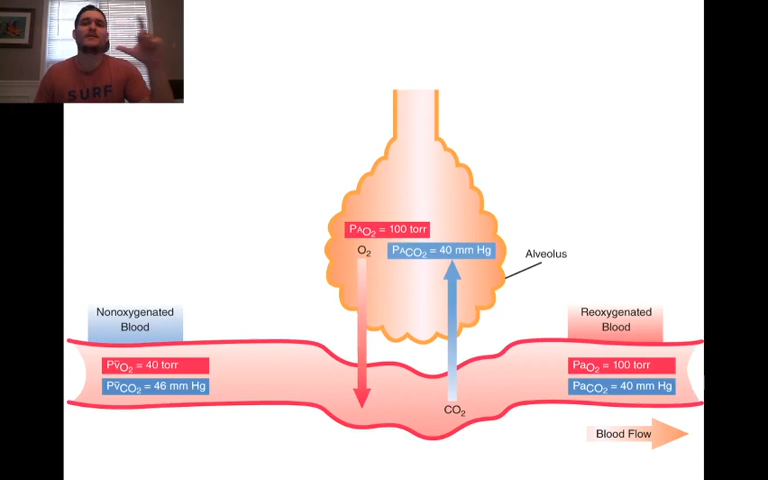 SURF
PAO₂ = 100 torr
O₂
PACO₂ = 40 mm Hg
Alveolus
Nonoxygenated
Blood
Reoxygenated
Blood
Pv̄O₂ = 40 torr
Pv̄CO₂ = 46 mm Hg
PaO₂ = 100 torr
PaCO₂ = 40 mm Hg
CO₂
Blood Flow